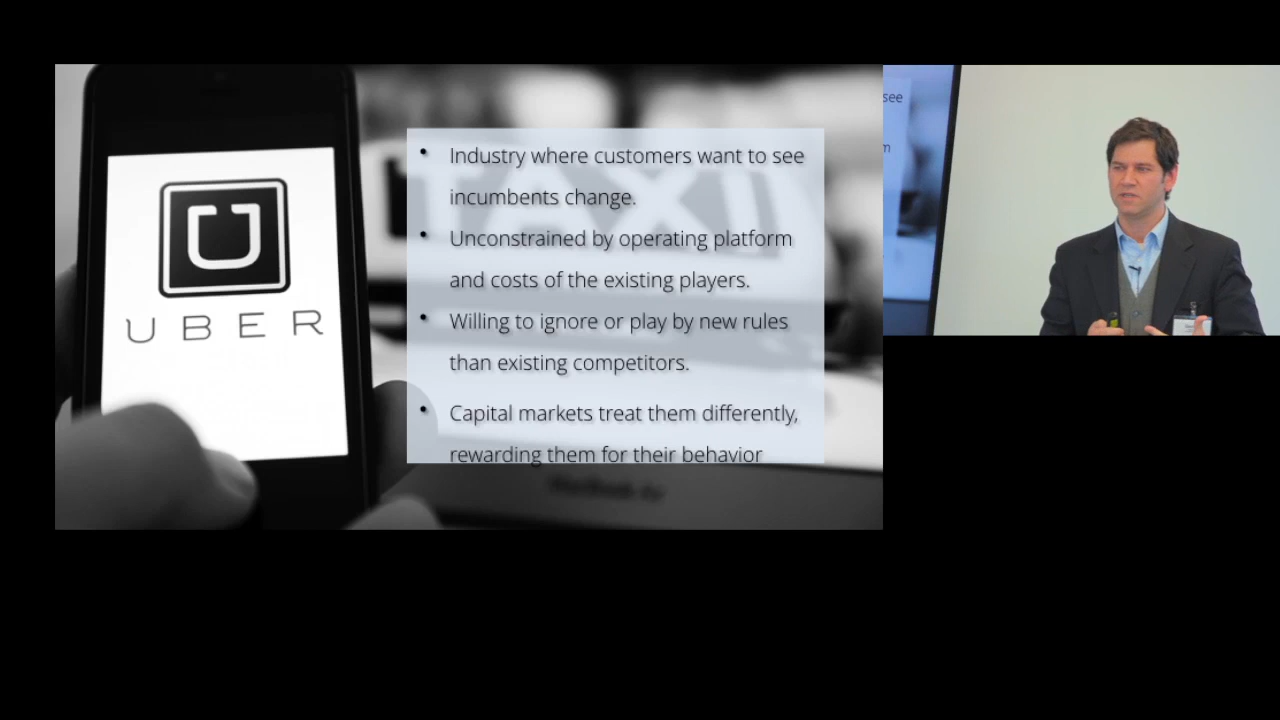 U
UBER
TAXI
• Industry where customers want to see
incumbents change.
• Unconstrained by operating platform
and costs of the existing players.
• Willing to ignore or play by new rules
than existing competitors.
• Capital markets treat them differently,
rewarding them for their behavior
see
m